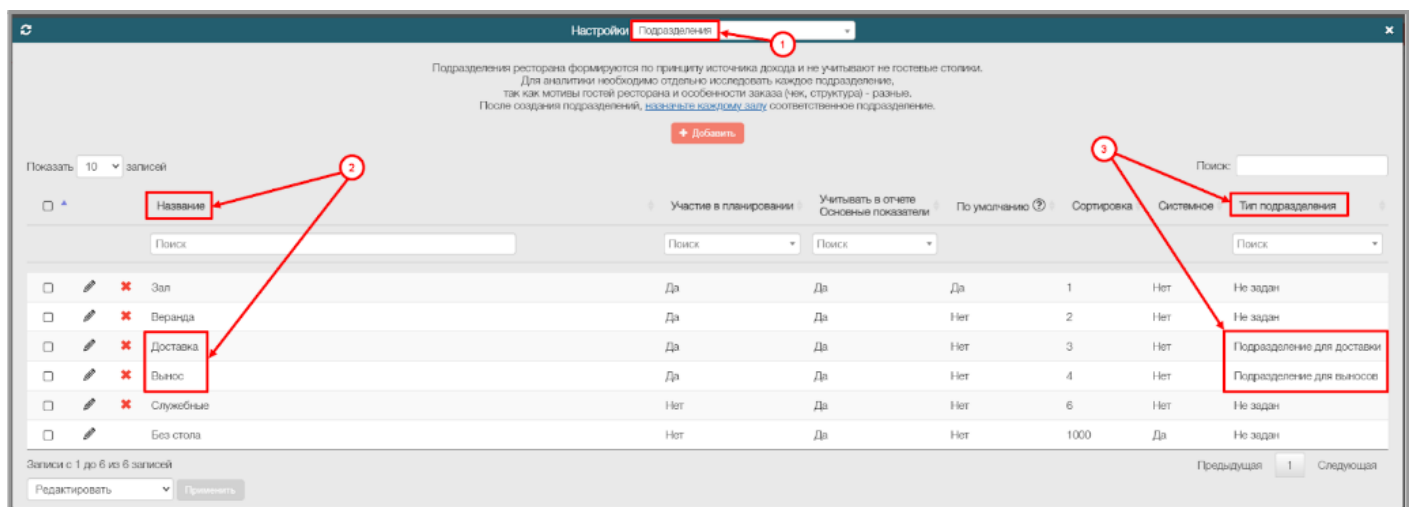 Настройки Подразделения
1
Подразделения ресторана формируются по принципу источника дохода и не учитывают не гостевые столики.
Для аналитики необходимо отдельно исследовать каждое подразделение,
так как мотивы гостей ресторана и особенности заказа (чек, структура) - разные.
После создания подразделений, назначьте каждому залу соответственное подразделение.
+ Добавить
Показать 10 записей 2 3 Поиск:
Название Участие в планировании Учитывать в отчете Основные показатели По умолчанию ? Сортировка Системное Тип подразделения
Поиск Поиск Поиск Поиск
Зал Да Да Да 1 Нет Не задан
Веранда Да Да Нет 2 Нет Не задан
Доставка Да Да Нет 3 Нет Подразделение для доставки
Вынос Да Да Нет 4 Нет Подразделение для выносов
Служебные Нет Да Нет 6 Нет Не задан
Без стола Нет Да Нет 1000 Да Не задан
Записи с 1 до 6 из 6 записей Предыдущая 1 Следующая
Редактировать Применить